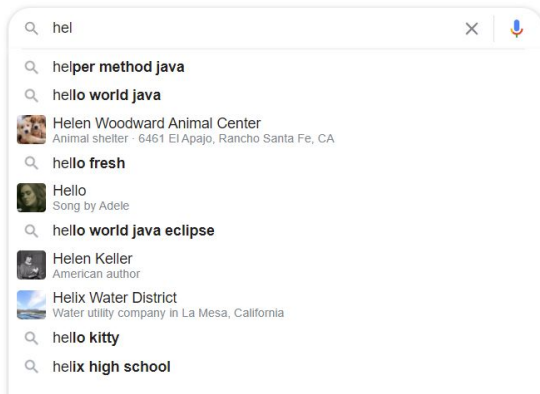 hel
helper method java
hello world java
Helen Woodward Animal Center
Animal shelter · 6461 El Apajo, Rancho Santa Fe, CA
hello fresh
Hello
Song by Adele
hello world java eclipse
Helen Keller
American author
Helix Water District
Water utility company in La Mesa, California
hello kitty
helix high school